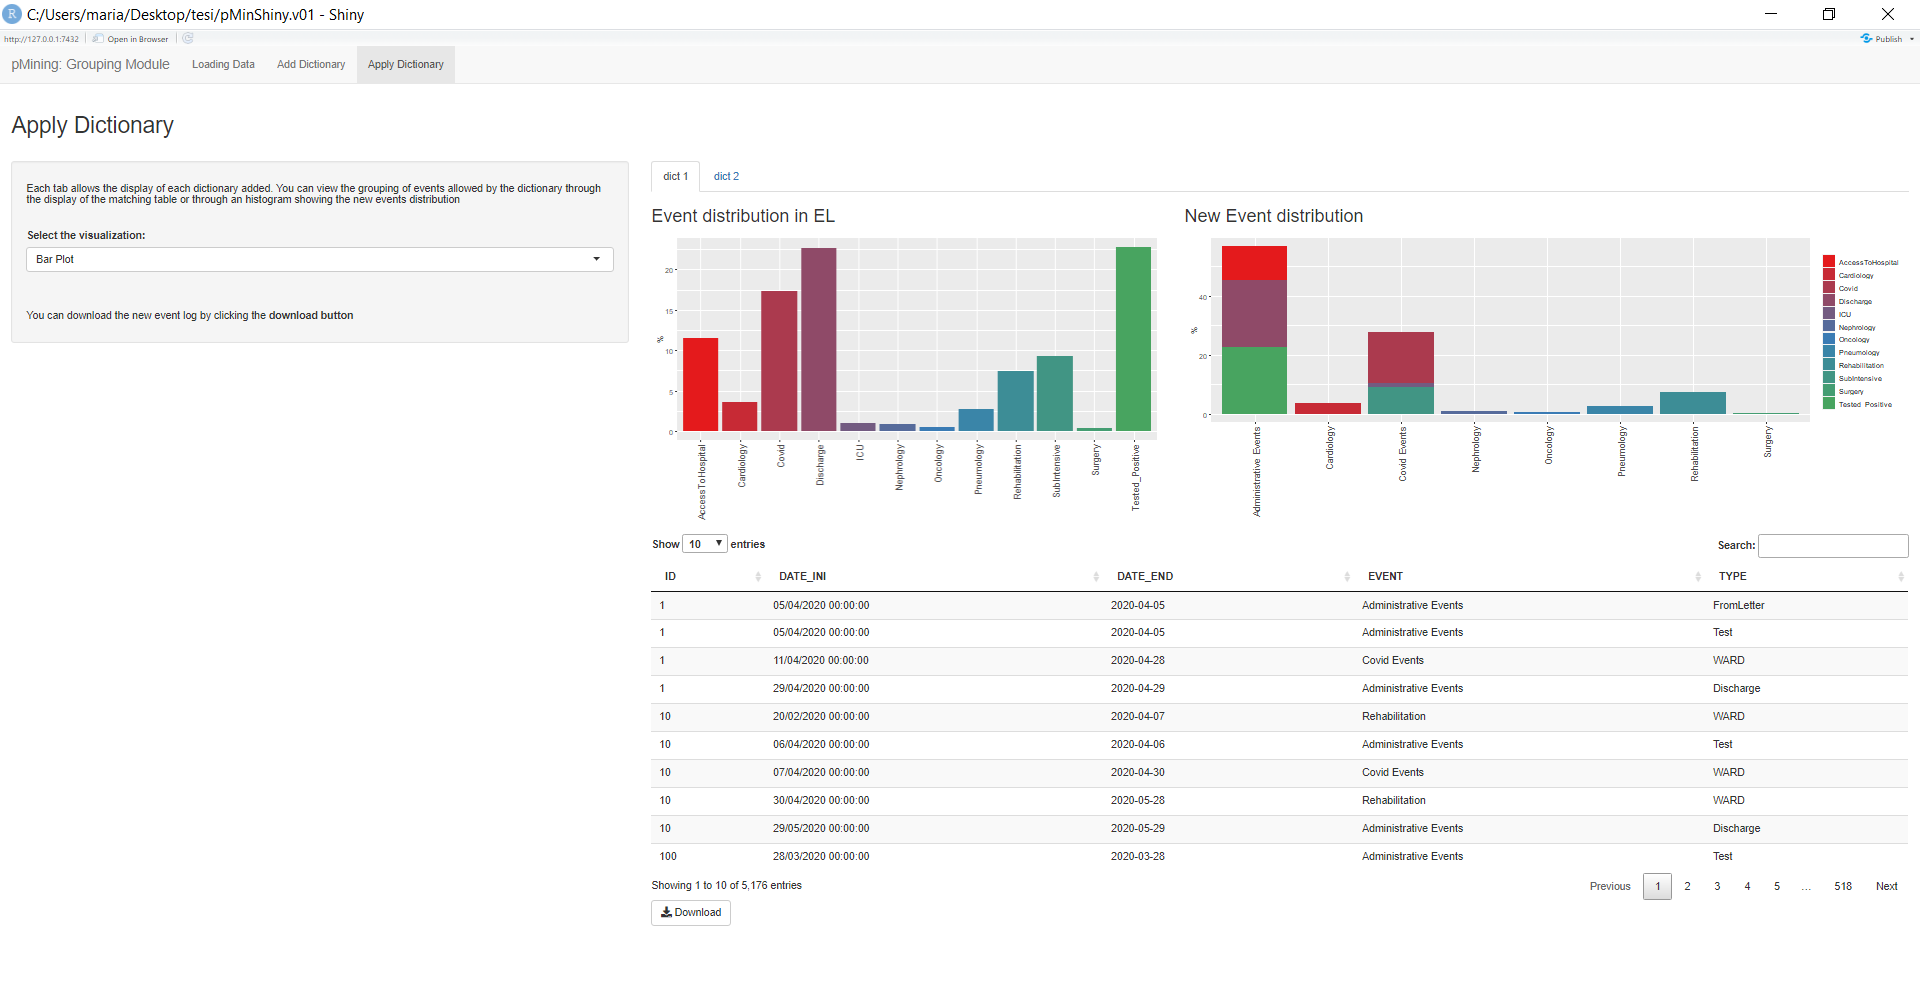 C:/Users/maria/Desktop/tesi/pMinShiny.v01 - Shiny
http://127.0.0.1:7432 Open in Browser Publish
pMining: Grouping Module Loading Data Add Dictionary Apply Dictionary
Apply Dictionary
Each tab allows the display of each dictionary added. You can view the grouping of events allowed by the dictionary through
the display of the matching table or through an histogram showing the new events distribution
Select the visualization:
Bar Plot
You can download the new event log by clicking the download button
dict 1 dict 2
Event distribution in EL
%
20
15
10
5
0
AccessToHospital
Cardiology
Covid
Discharge
ICU
Nephrology
Oncology
Pneumology
Rehabilitation
SubIntensive
Surgery
Tested_Positive
New Event distribution
%
40
20
0
Administrative Events
Cardiology
Covid Events
Nephrology
Oncology
Pneumology
Rehabilitation
Surgery
AccessToHospital
Cardiology
Covid
Discharge
ICU
Nephrology
Oncology
Pneumology
Rehabilitation
SubIntensive
Surgery
Tested_Positive
Show 10 entries
Search:
ID DATE_INI DATE_END EVENT TYPE
1 05/04/2020 00:00:00 2020-04-05 Administrative Events FromLetter
1 05/04/2020 00:00:00 2020-04-05 Administrative Events Test
1 11/04/2020 00:00:00 2020-04-28 Covid Events WARD
1 29/04/2020 00:00:00 2020-04-29 Administrative Events Discharge
10 20/02/2020 00:00:00 2020-04-07 Rehabilitation WARD
10 06/04/2020 00:00:00 2020-04-06 Administrative Events Test
10 07/04/2020 00:00:00 2020-04-30 Covid Events WARD
10 30/04/2020 00:00:00 2020-05-28 Rehabilitation WARD
10 29/05/2020 00:00:00 2020-05-29 Administrative Events Discharge
100 28/03/2020 00:00:00 2020-03-28 Administrative Events Test
Showing 1 to 10 of 5,176 entries
Previous 1 2 3 4 5 … 518 Next
Download